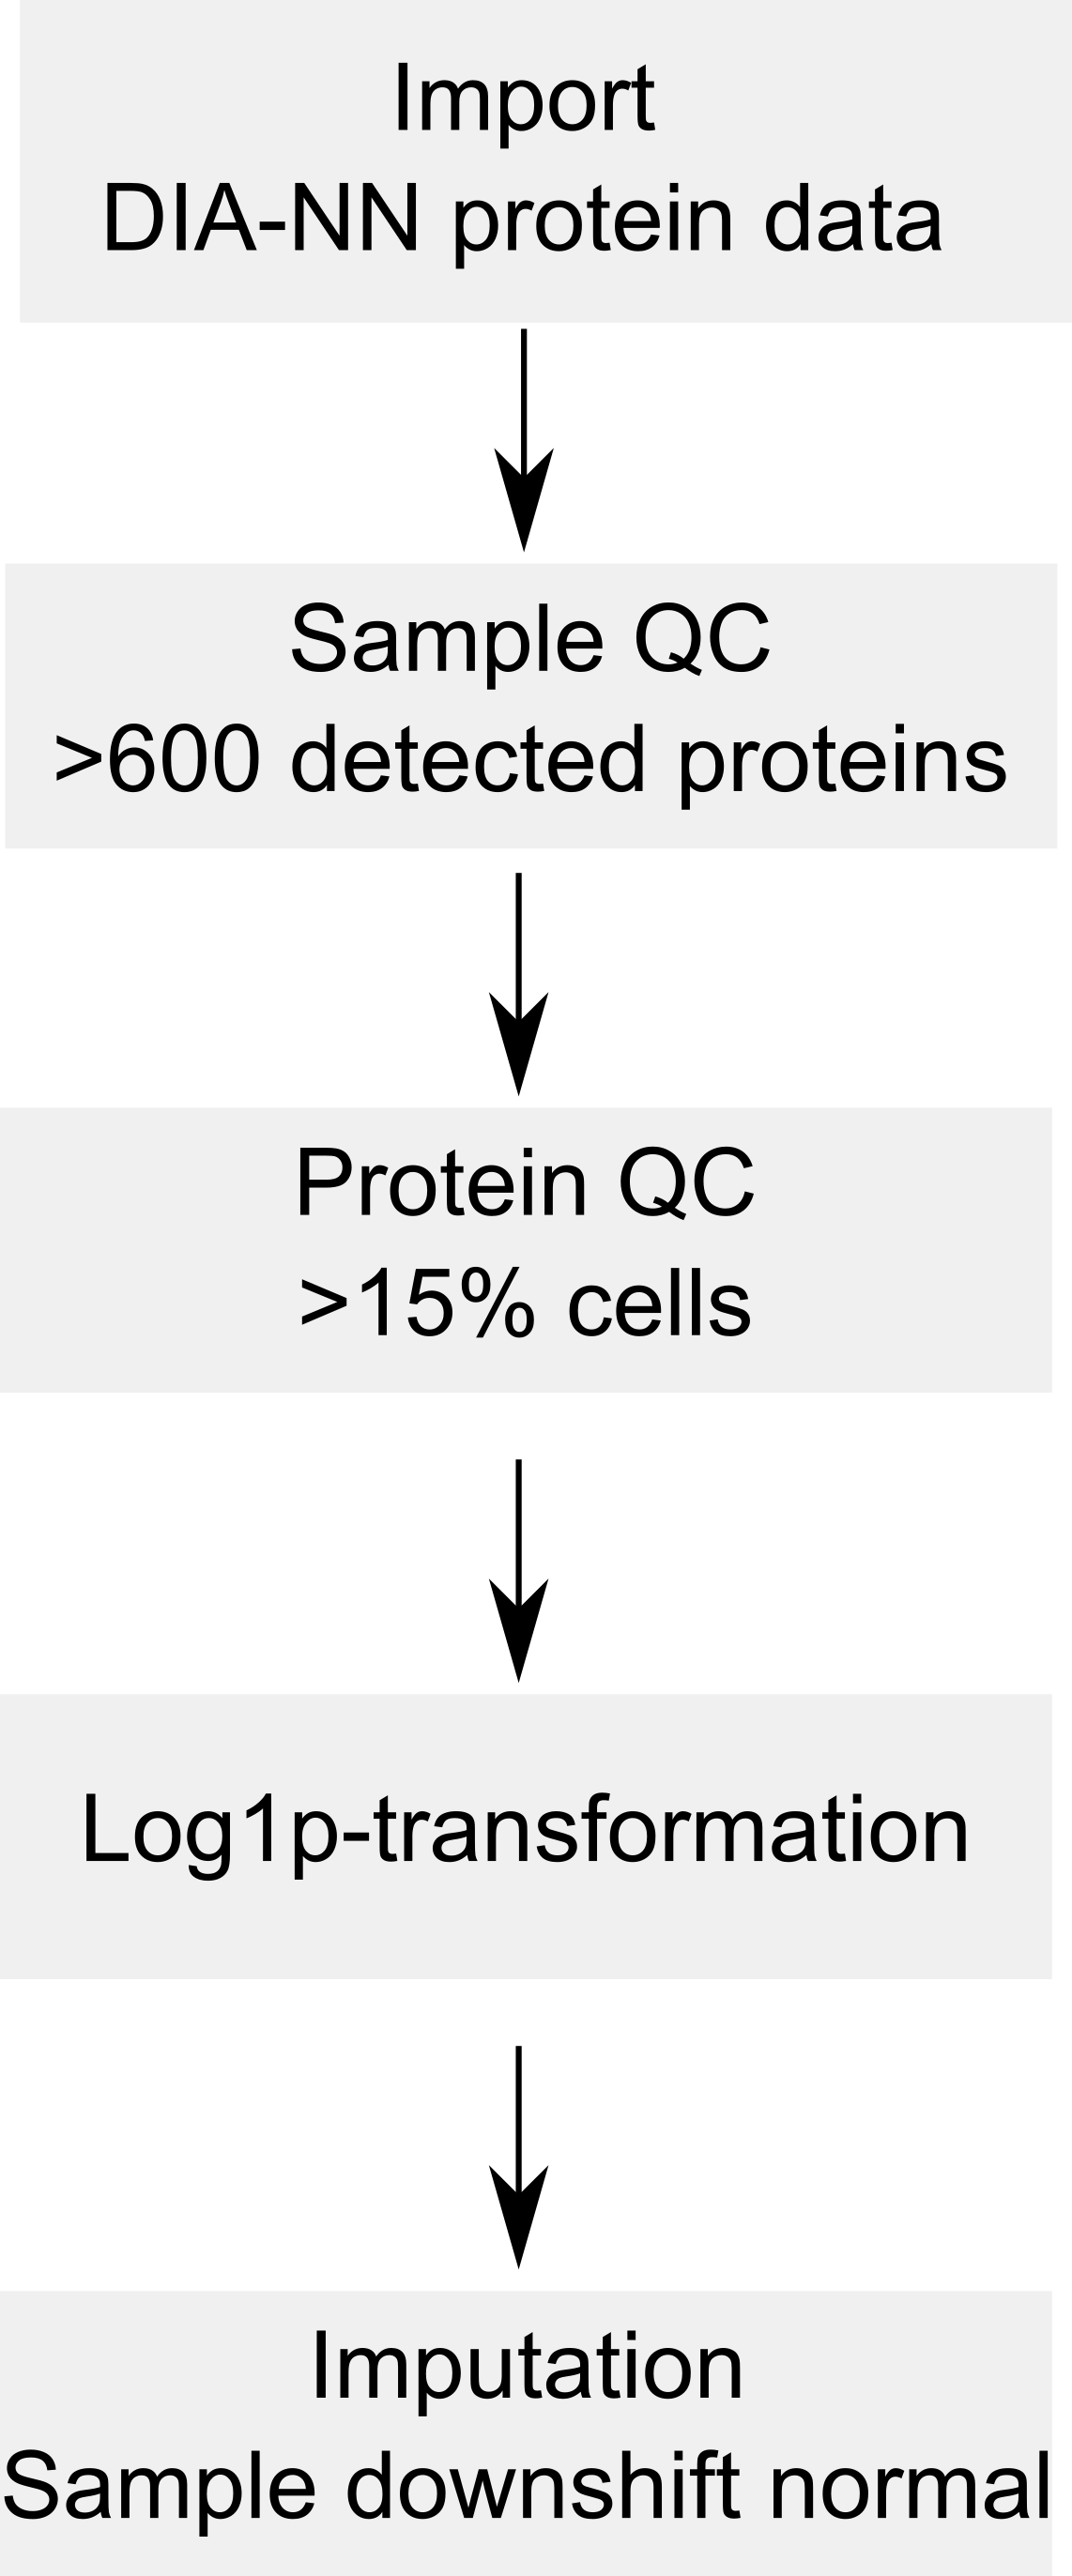 Import
DIA-NN protein data
Sample QC
>600 detected proteins
Protein QC
>15% cells
Log1p-transformation
Imputation
Sample downshift normal